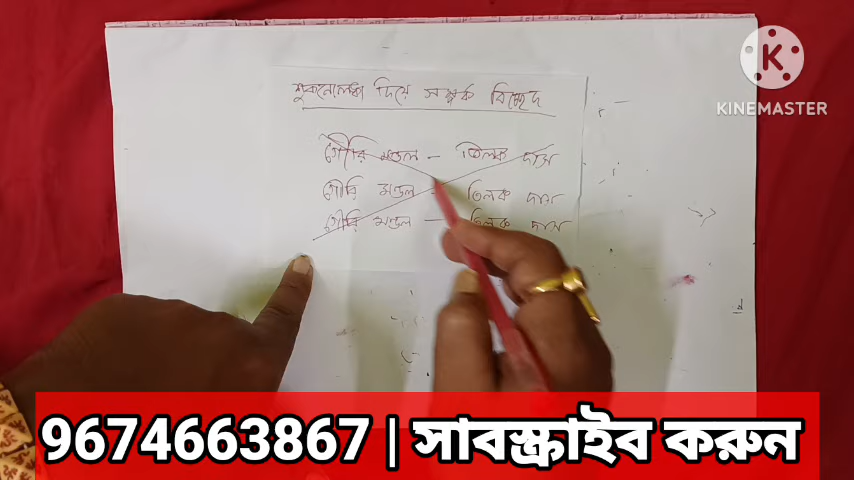 KINEMASTER
শুকনোলঙ্কা দিয়ে সম্পর্ক বিচ্ছেদ
গৌরি মন্ডল – তিলক দাস
গৌরি মন্ডল তিলক দাস
গৌরি মন্ডল – তিলক দাস
9674663867 | সাবস্ক্রাইব করুন